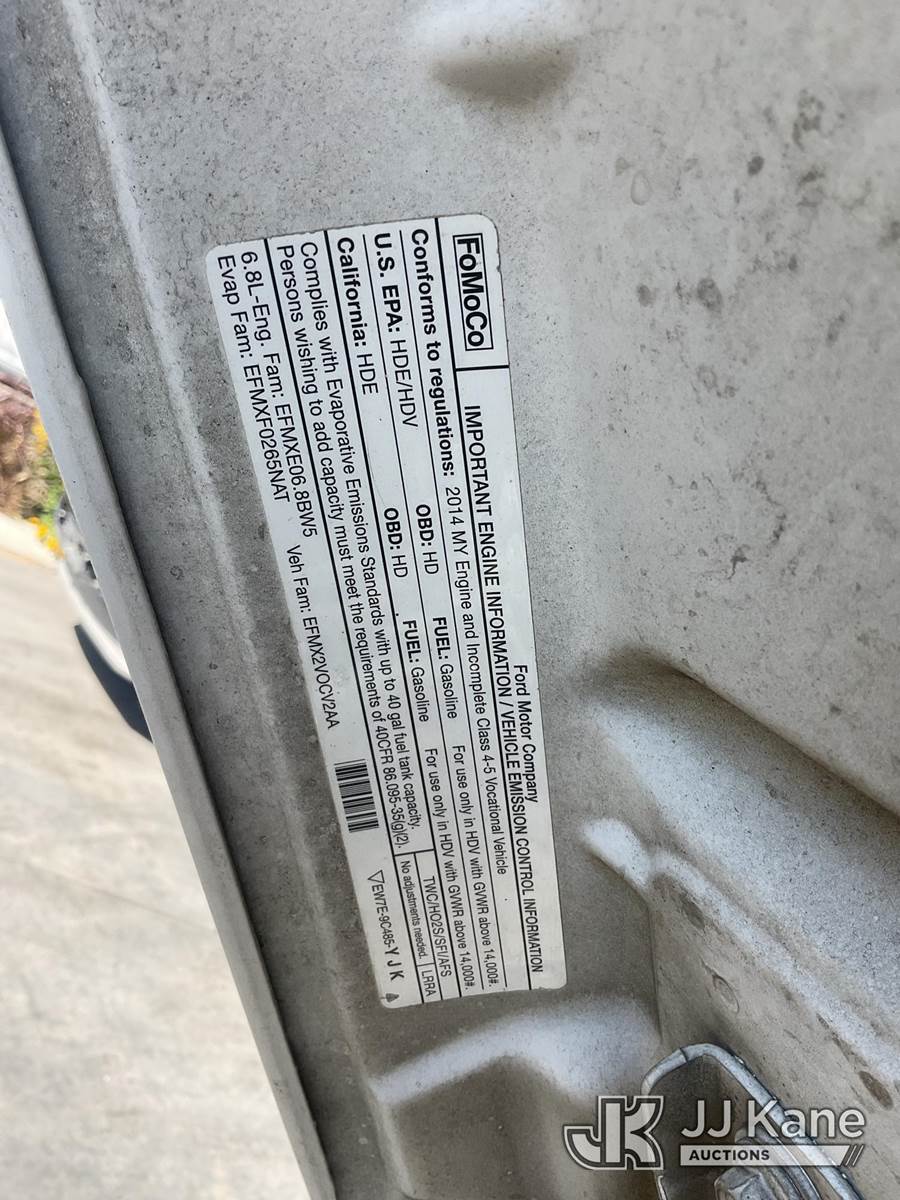 FoMoCo
Ford Motor Company
IMPORTANT ENGINE INFORMATION / VEHICLE EMISSION CONTROL INFORMATION
Conforms to regulations: 2014 MY Engine and Incomplete Class 4-5 Vocational Vehicle
U.S. EPA: HDE/HDV OBD: HD FUEL: Gasoline For use only in HDV with GVWR above 14,000#.
California: HDE OBD: HD FUEL: Gasoline For use only in HDV with GVWR above 14,000#.
Complies with Evaporative Emissions Standards with up to 40 gal fuel tank capacity.
Persons wishing to add capacity must meet the requirements of 40CFR 86.095-35(g)(2).
TWC/HO2S/SFI/AFS
No adjustments needed. LRRA
6.8L-Eng. Fam: EFMXE06.8BW5 Veh Fam: EFMX2VOCV2AA
Evap Fam: EFMXF0265NAT
EW7E-9C485-YJK
JK JJ Kane
AUCTIONS